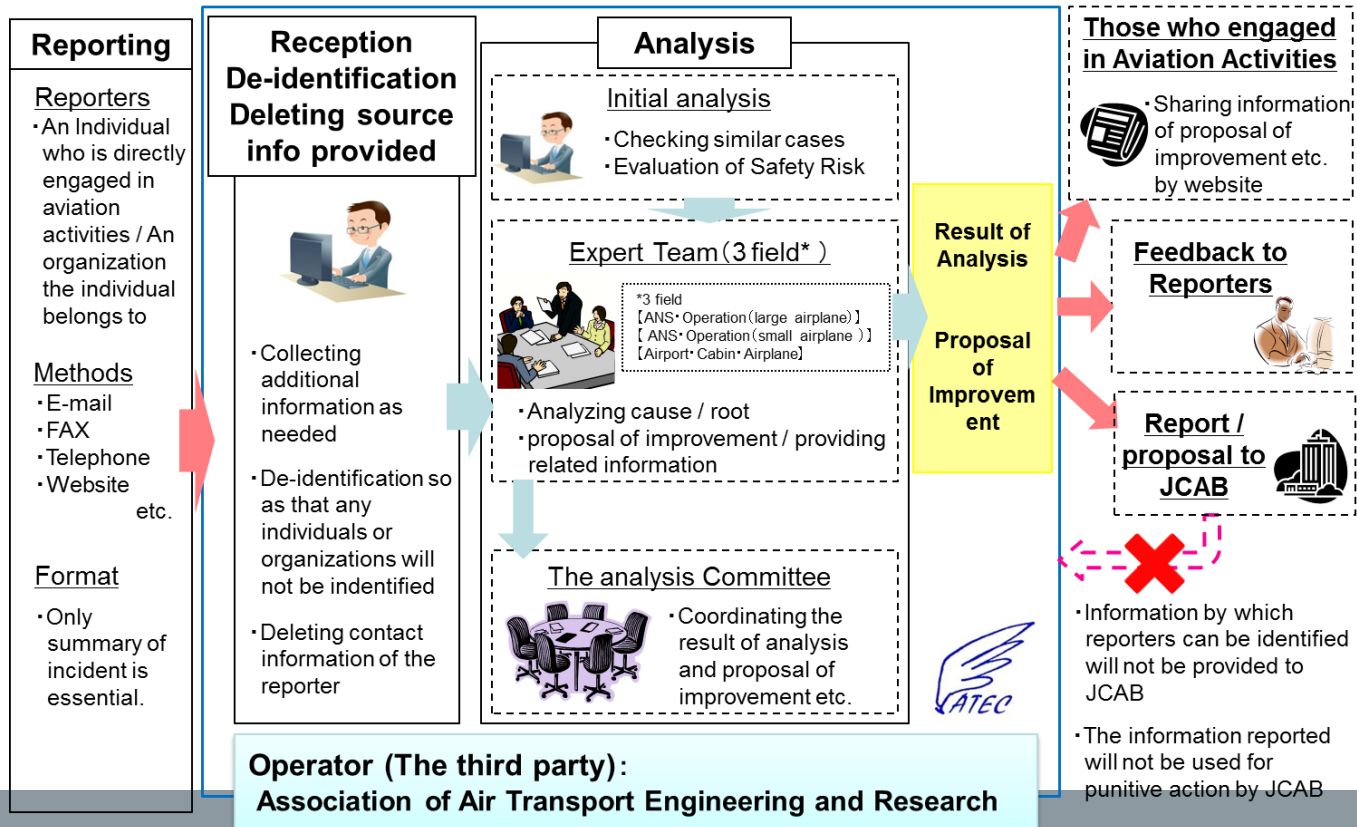 Reporting
Reporters
・An Individual
who is directly
engaged in
aviation
activities / An
organization
the individual
belongs to
Methods
・E-mail
・FAX
・Telephone
・Website
etc.
Format
・Only
summary of
incident is
essential.
Reception
De-identification
Deleting source
info provided
・Collecting
additional
information as
needed
・De-identification so
as that any
individuals or
organizations will
not be indentified
・Deleting contact
information of the
reporter
Analysis
Initial analysis
・Checking similar cases
・Evaluation of Safety Risk
Expert Team（3 field* ）
*3 field
【ANS・Operation（large airplane）】
【 ANS・Operation（small airplane ）】
【Airport・Cabin・Airplane】
・Analyzing cause / root
・proposal of improvement / providing
related information
The analysis Committee
・Coordinating the
result of analysis
and proposal of
improvement etc.
Result of
Analysis
Proposal
of
Improvem
ent
ATEC
Operator (The third party)：
Association of Air Transport Engineering and Research
Those who engaged
in Aviation Activities
・Sharing information
of proposal of
improvement etc.
by website
Feedback to
Reporters
Report /
proposal to
JCAB
・Information by which
reporters can be identified
will not be provided to
JCAB
・The information reported
will not be used for
punitive action by JCAB